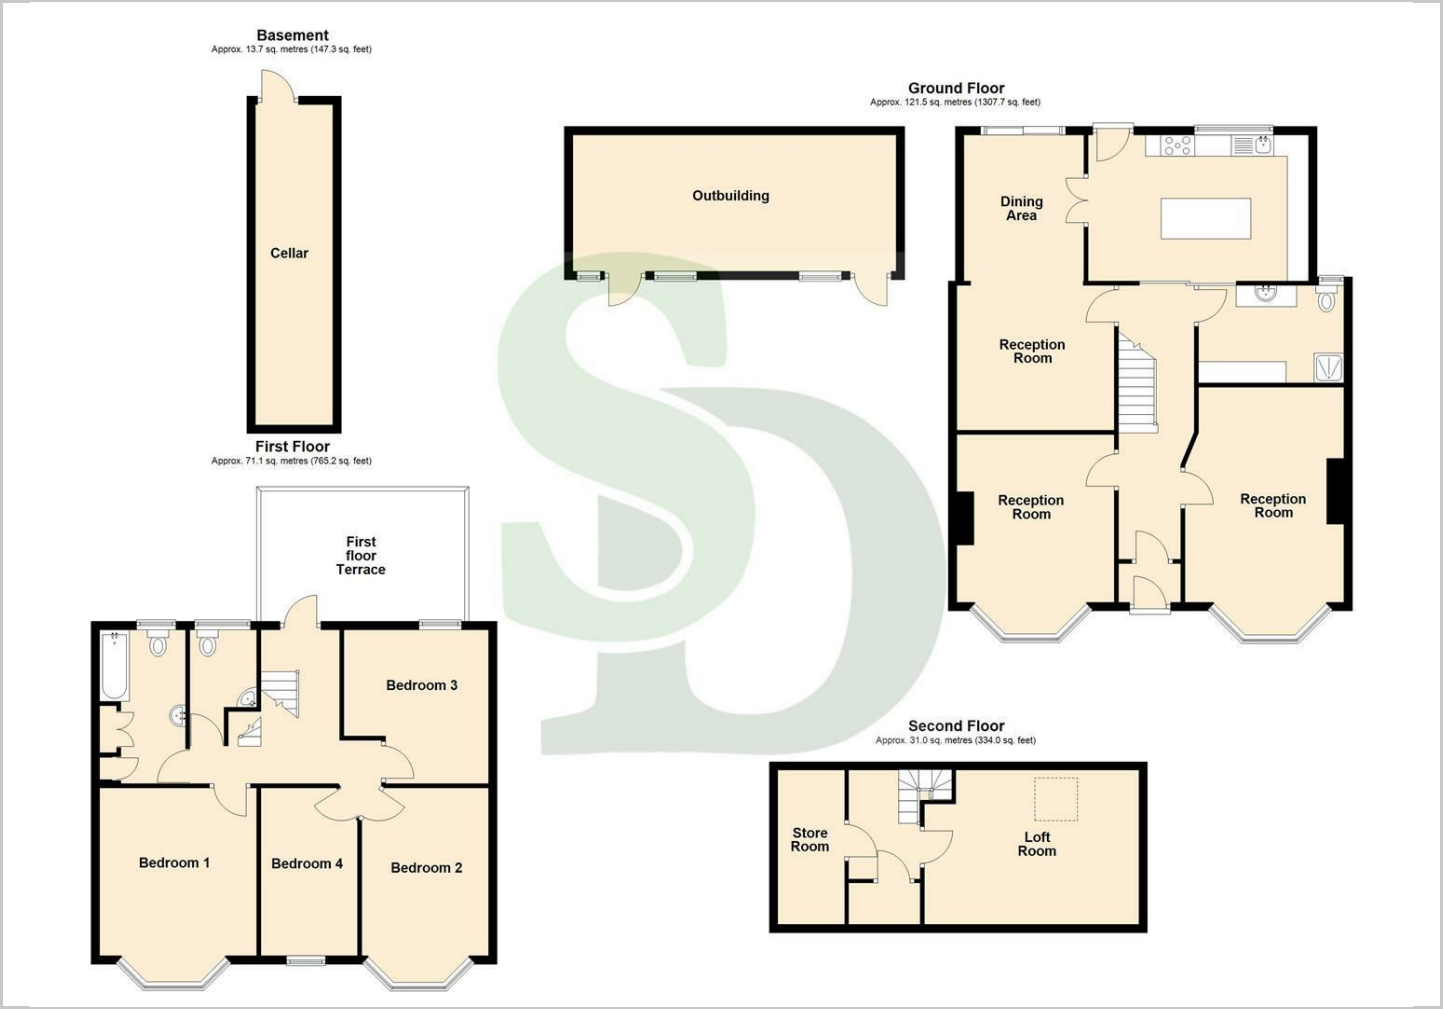 Basement
Approx. 13.7 sq. metres (147.3 sq. feet)
Cellar
Ground Floor
Approx. 121.5 sq. metres (1307.7 sq. feet)
Outbuilding
Dining
Area
Reception
Room
Reception
Room
Reception
Room
First Floor
Approx. 71.1 sq. metres (765.2 sq. feet)
First
floor
Terrace
Bedroom 3
Bedroom 1
Bedroom 4
Bedroom 2
Second Floor
Approx. 31.0 sq. metres (334.0 sq. feet)
Store
Room
Loft
Room
SD